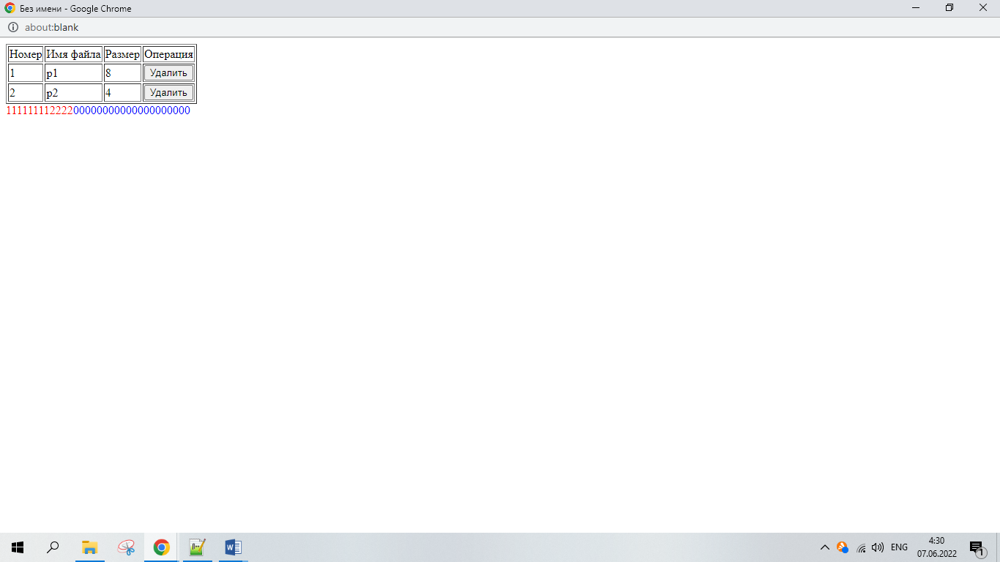 Без имени - Google Chrome
about:blank
Номер Имя файла Размер Операция
1 p1 8 Удалить
2 p2 4 Удалить
11111111222200000000000000000000
ENG
4:30
07.06.2022
1